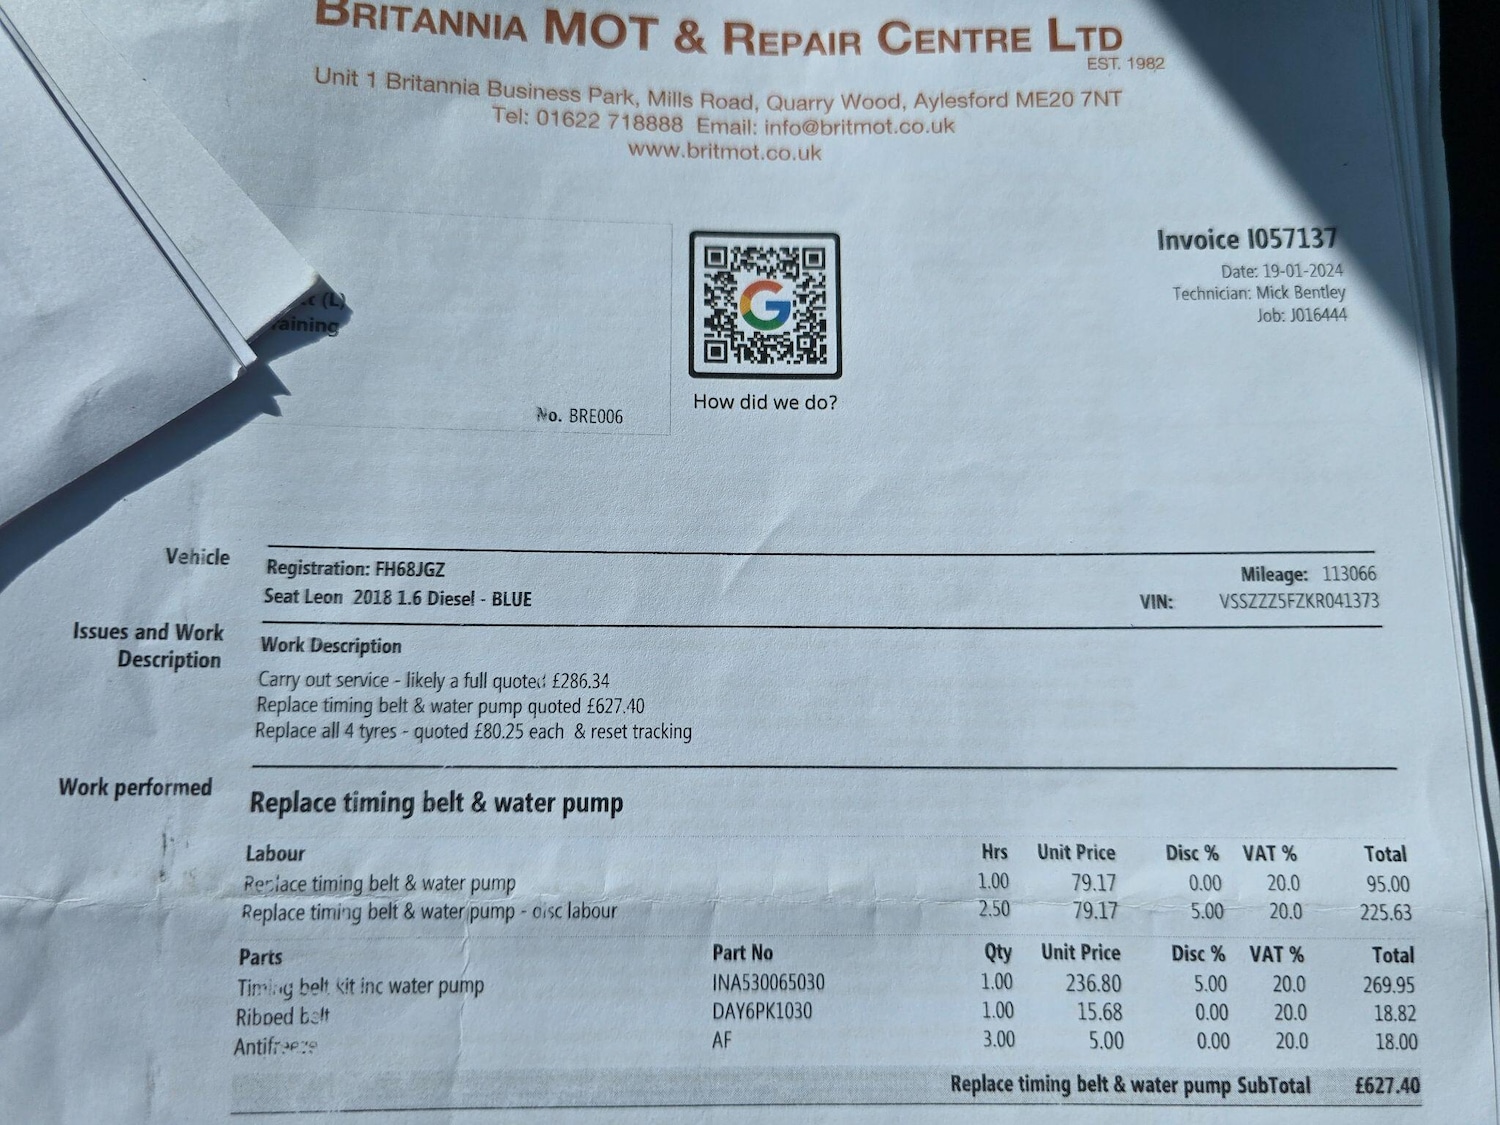 BRITANNIA MOT & REPAIR CENTRE LTD
EST. 1982
Unit 1 Britannia Business Park, Mills Road, Quarry Wood, Aylesford ME20 7NT
Tel: 01622 718888 Email: info@britmot.co.uk
www.britmot.co.uk
Invoice I057137
Date: 19-01-2024
Technician: Mick Bentley
Job: J016444
(L)
No. BRE006
How did we do?
Vehicle
Registration: FH68JGZ
Mileage: 113066
Seat Leon 2018 1.6 Diesel - BLUE
VIN: VSSZZZ5FZKR041373
Issues and Work Description
Work Description
Carry out service - likely a full quoted £286.34
Replace timing belt & water pump quoted £627.40
Replace all 4 tyres - quoted £80.25 each & reset tracking
Work performed
Replace timing belt & water pump
Labour Hrs Unit Price Disc % VAT % Total
Replace timing belt & water pump 1.00 79.17 0.00 20.0 95.00
Replace timing belt & water pump - disc labour 2.50 79.17 5.00 20.0 225.63
Parts Part No Qty Unit Price Disc % VAT % Total
Timing belt kit inc water pump INA530065030 1.00 236.80 5.00 20.0 269.95
Ribbed belt DAY6PK1030 1.00 15.68 0.00 20.0 18.82
Antifreeze AF 3.00 5.00 0.00 20.0 18.00
Replace timing belt & water pump SubTotal £627.40